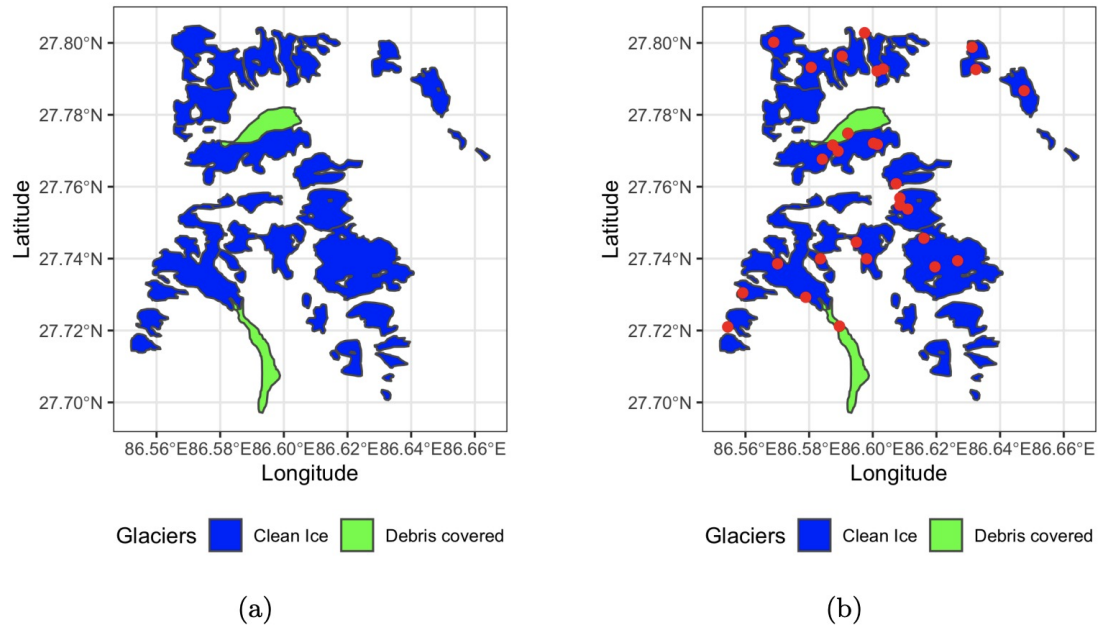 27.80°N
27.78°N
27.76°N
27.74°N
27.72°N
27.70°N
Latitude
86.56°E86.58°E86.60°E86.62°E86.64°E86.66°E
Longitude
Glaciers Clean Ice Debris covered
(a)
27.80°N
27.78°N
27.76°N
27.74°N
27.72°N
27.70°N
Latitude
86.56°E86.58°E86.60°E86.62°E86.64°E86.66°E
Longitude
Glaciers Clean Ice Debris covered
(b)